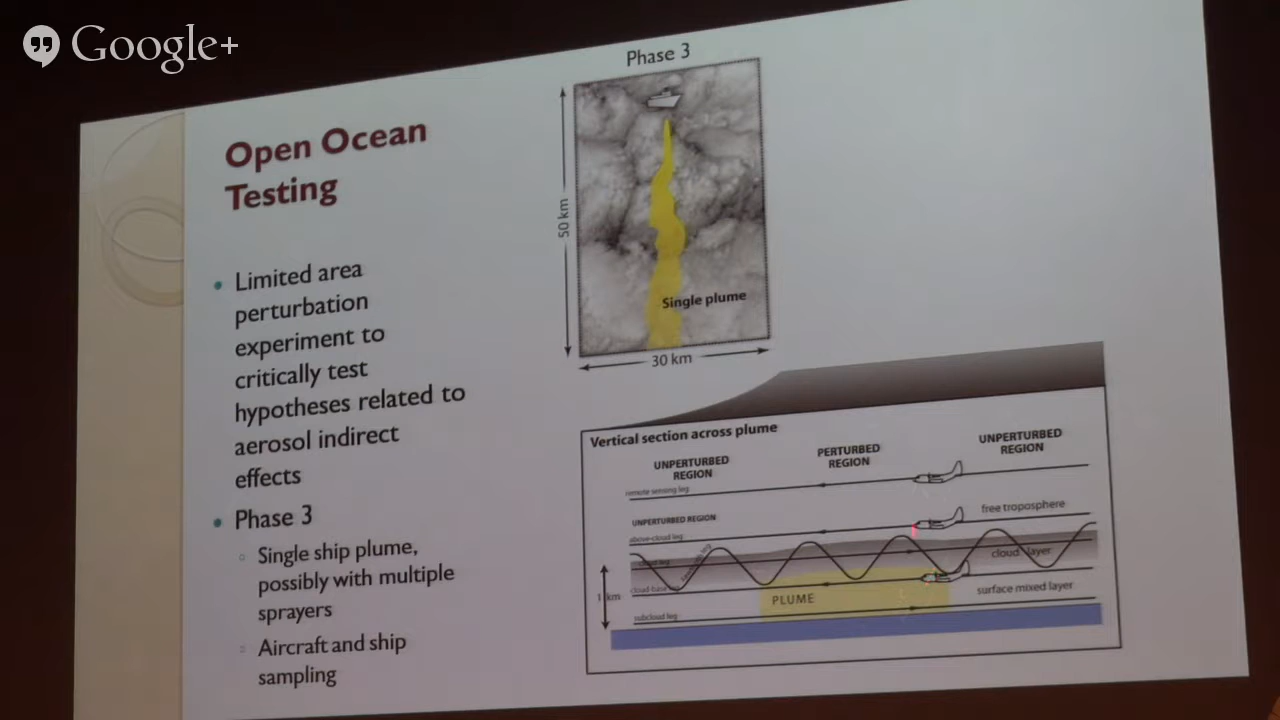 Google+
Phase 3
Open Ocean
Testing
50 km
Single plume
30 km
Limited area
perturbation
experiment to
critically test
hypotheses related to
aerosol indirect
effects
Phase 3
Single ship plume,
possibly with multiple
sprayers
Aircraft and ship
sampling
Vertical section across plume
UNPERTURBED
REGION
PERTURBED
REGION
UNPERTURBED
REGION
remote sensing leg
UNPERTURBED REGION
free troposphere
above-cloud leg
cloud leg
cloud layer
cloud-base
1 km
PLUME
surface mixed layer
subcloud leg